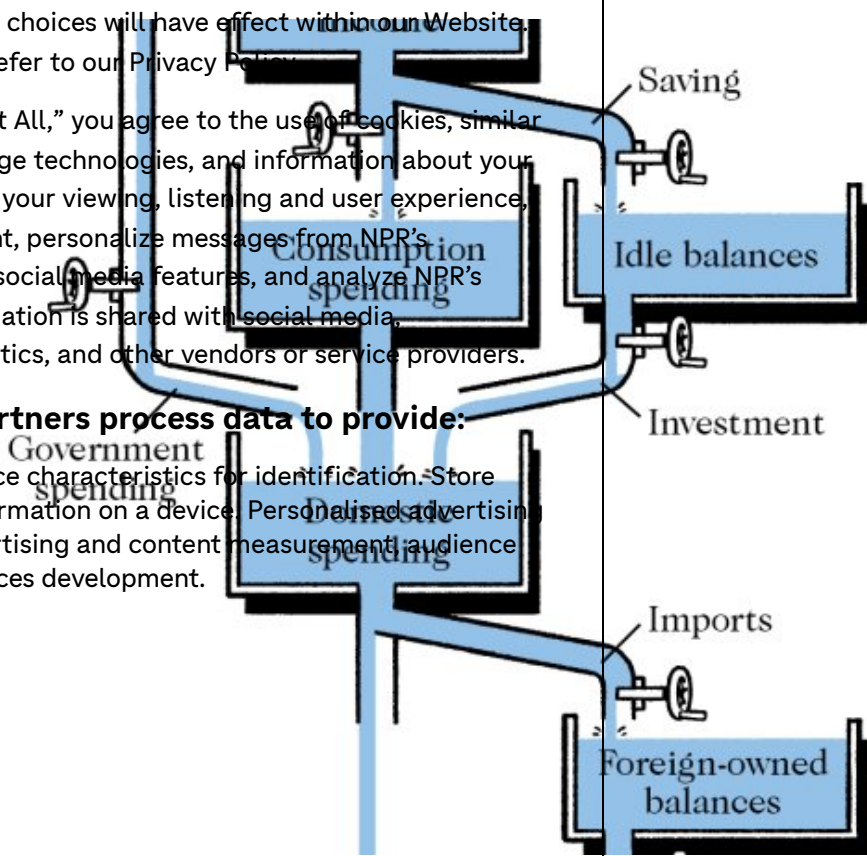 choices will have effect within our Website.
income
efer to our Privacy Policy.
Saving
t All,” you agree to the use of cookies, similar
ge technologies, and information about your
your viewing, listening and user experience,
nt, personalize messages from NPR’s
Consumption
Idle balances
social media features, and analyze NPR’s
spending
ation is shared with social media,
tics, and other vendors or service providers.
rtners process data to provide:
Investment
Government
ce characteristics for identification. Store
spending
rmation on a device. Personalised advertising
Domestic
rtising and content measurement, audience
spending
ces development.
Imports
Foreign-owned
balances